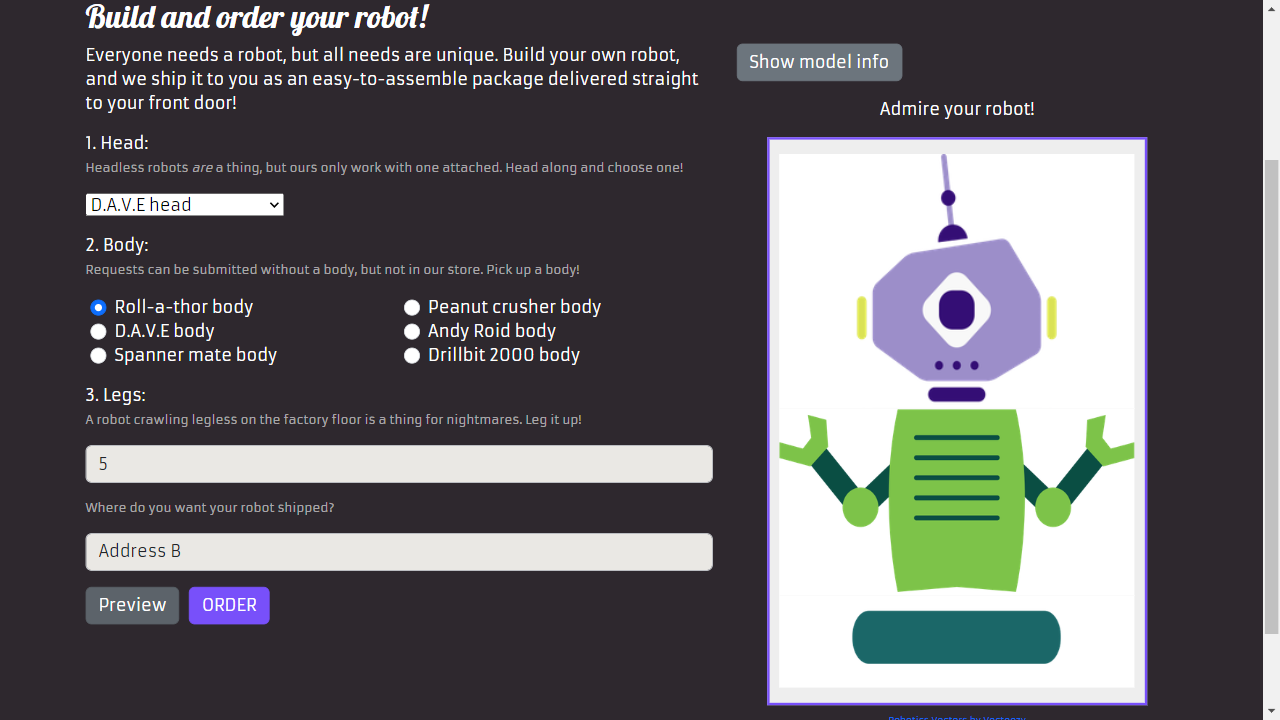 Build and order your robot!
Everyone needs a robot, but all needs are unique. Build your own robot,
and we ship it to you as an easy-to-assemble package delivered straight
to your front door!
1. Head:
Headless robots are a thing, but ours only work with one attached. Head along and choose one!
D.A.V.E head
2. Body:
Requests can be submitted without a body, but not in our store. Pick up a body!
Roll-a-thor body
Peanut crusher body
D.A.V.E body
Andy Roid body
Spanner mate body
Drillbit 2000 body
3. Legs:
A robot crawling legless on the factory floor is a thing for nightmares. Leg it up!
5
Where do you want your robot shipped?
Address B
Preview
ORDER
Show model info
Admire your robot!
Robotics Vectors by Vecteezy